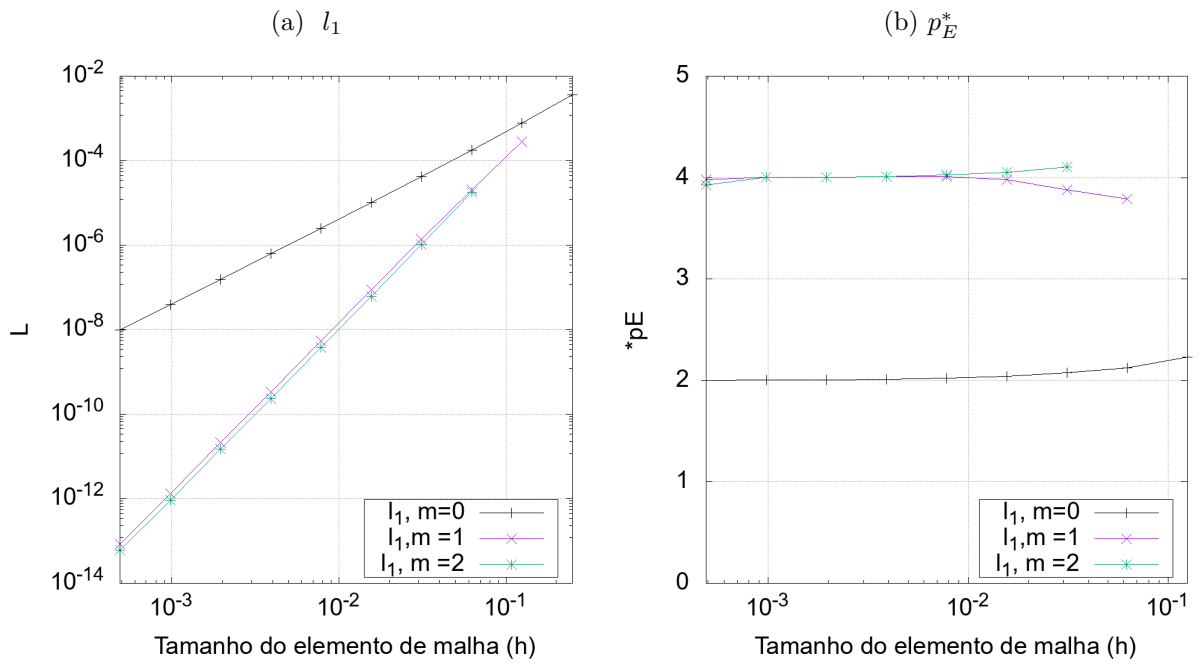 (a) l₁
(b) p*_E
10⁻²
10⁻⁴
10⁻⁶
10⁻⁸
10⁻¹⁰
10⁻¹²
10⁻¹⁴
L
l₁, m=0
l₁,m =1
l₁, m =2
10⁻³
10⁻²
10⁻¹
Tamanho do elemento de malha (h)
5
4
3
2
1
0
*pE
l₁, m=0
l₁,m =1
l₁, m =2
10⁻³
10⁻²
10⁻¹
Tamanho do elemento de malha (h)